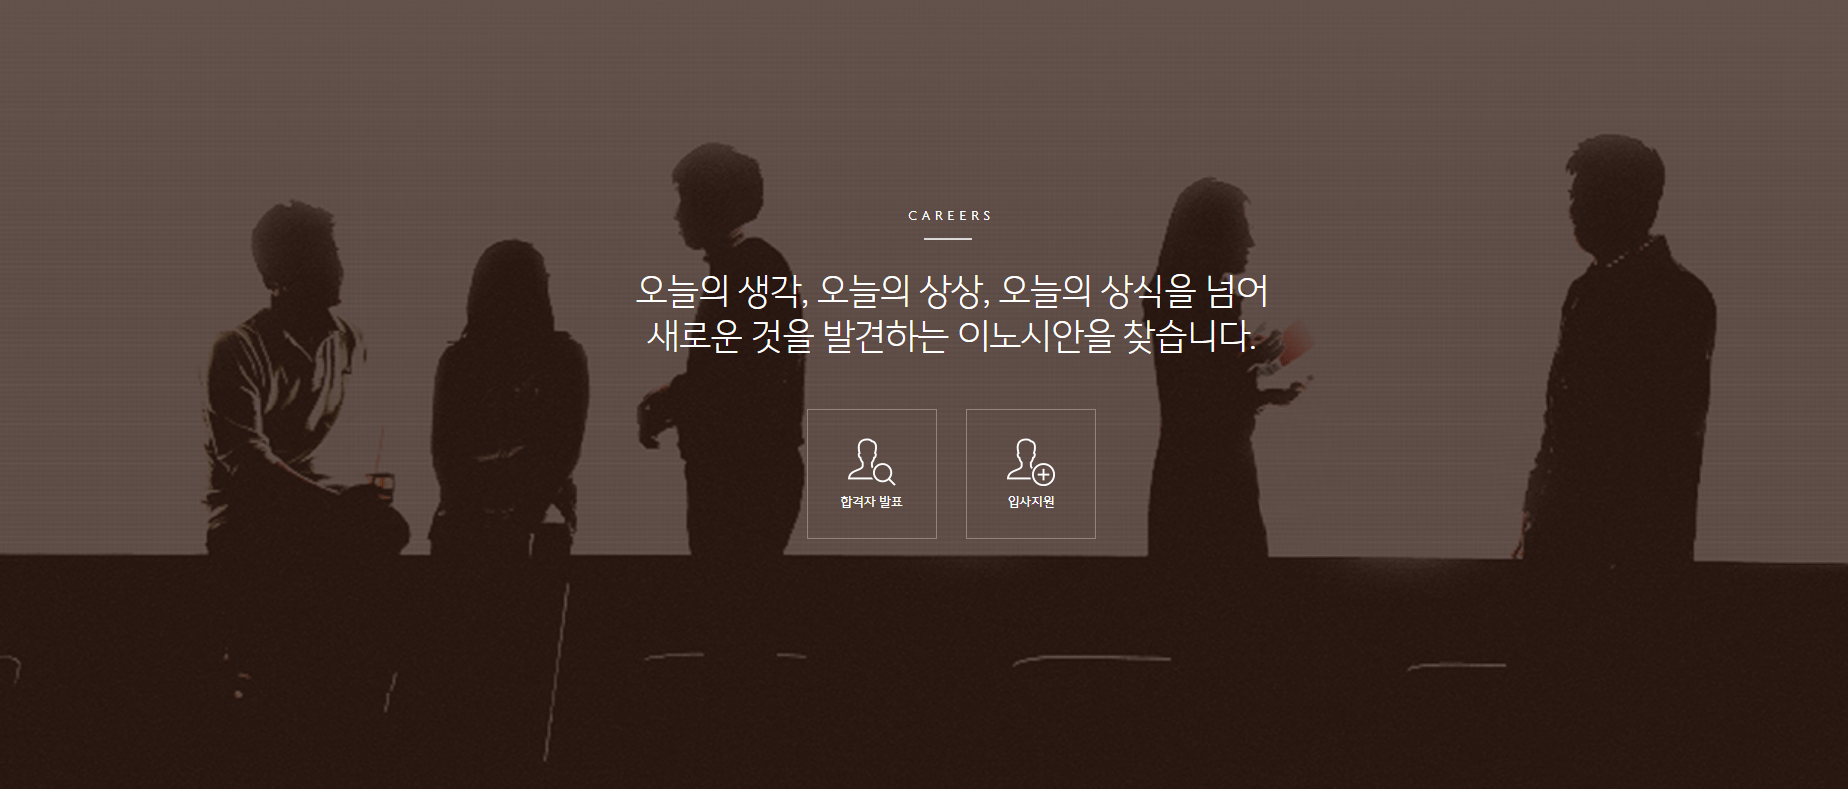 CAREERS
오늘의 생각, 오늘의 상상, 오늘의 상식을 넘어
새로운 것을 발견하는 이노시안을 찾습니다.
합격자 발표
입사지원